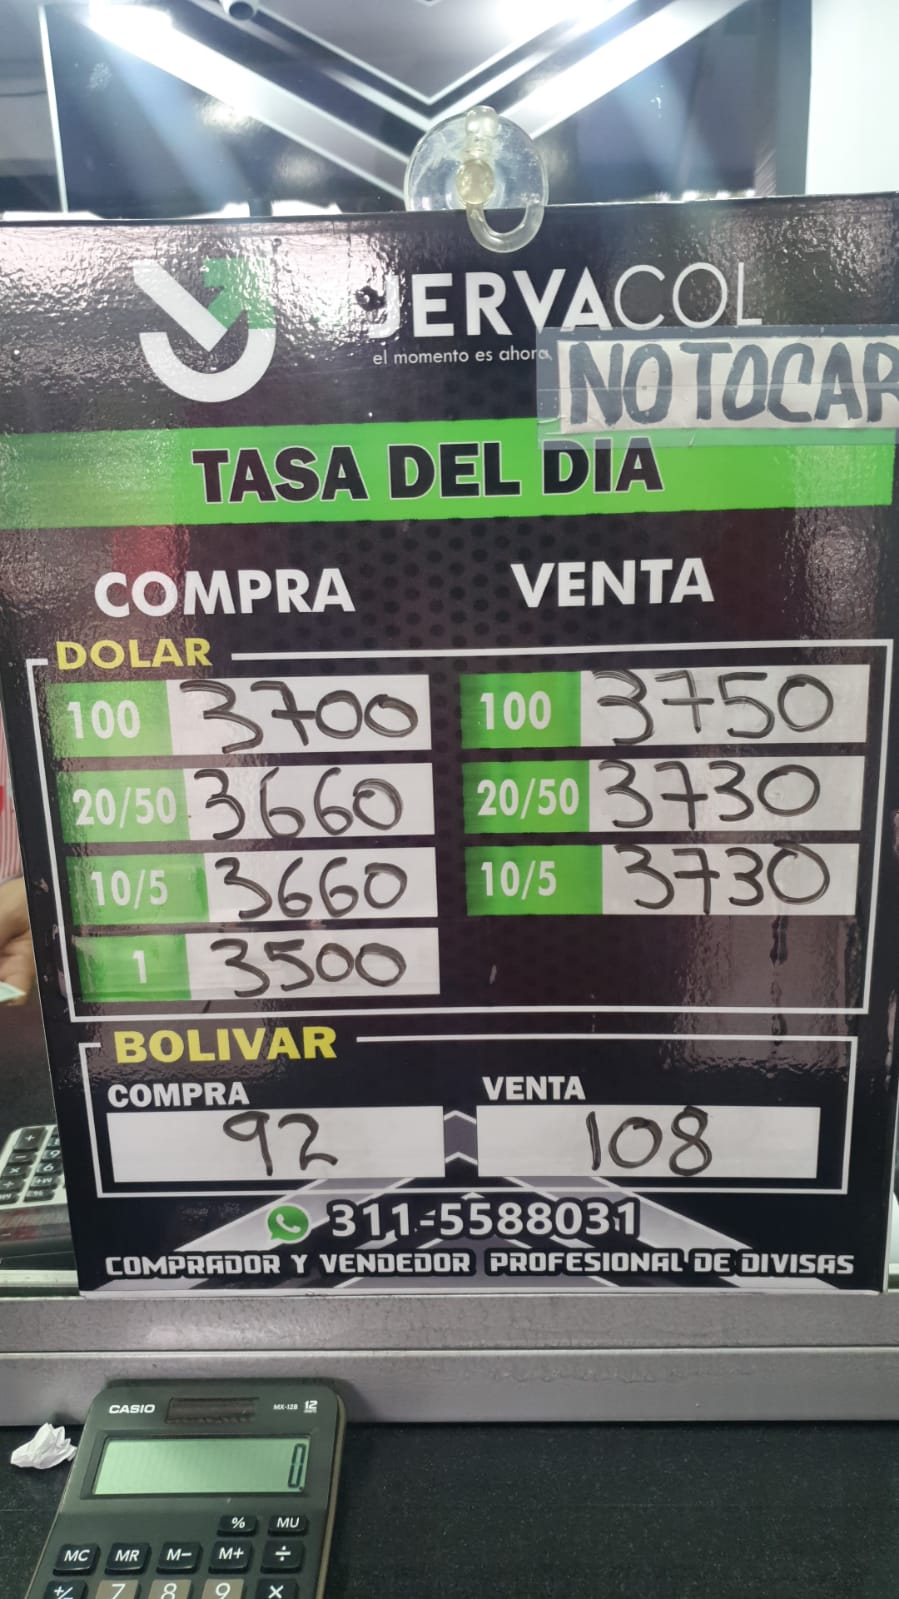 JERVACOL
el momento es ahora
NO TOCAR
TASA DEL DIA
COMPRA VENTA
DOLAR
100 3700 100 3750
20/50 3660 20/50 3730
10/5 3660 10/5 3730
1 3500
BOLIVAR
COMPRA VENTA
92 108
311-5588031
COMPRADOR Y VENDEDOR PROFESIONAL DE DIVISAS
CASIO MX-12B 12
0
% MU
MC MR M- M+ ÷
+/- 7 8 9 ×